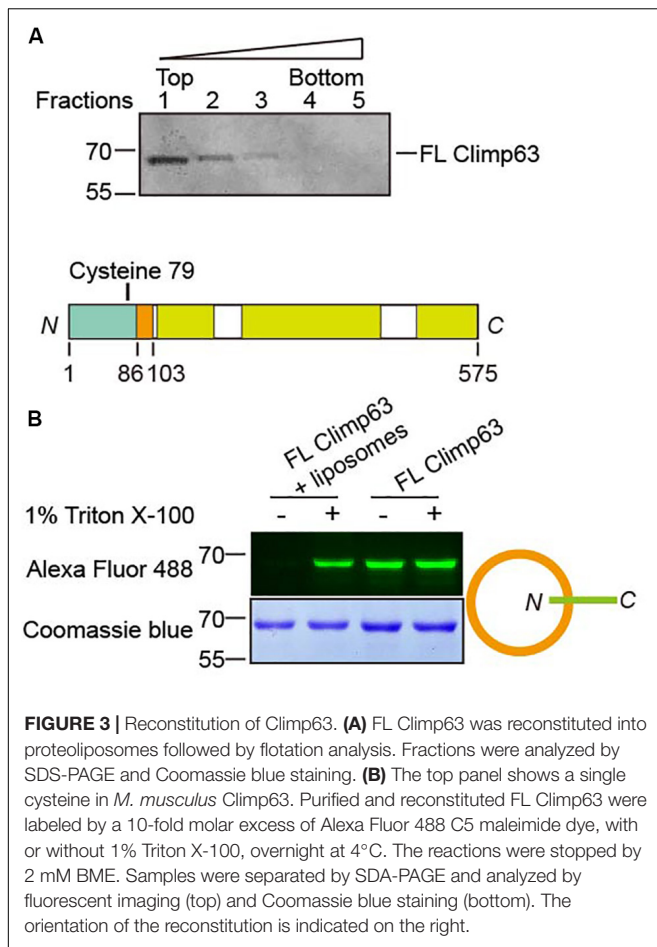 A
Top Bottom
Fractions 1 2 3 4 5
70 FL Climp63
55
Cysteine 79
N C
1 86 103 575
B
FL Climp63
+ liposomes
FL Climp63
1% Triton X-100 - + - +
70
Alexa Fluor 488
N C
70
Coomassie blue
55
FIGURE 3 | Reconstitution of Climp63. (A) FL Climp63 was reconstituted into
proteoliposomes followed by flotation analysis. Fractions were analyzed by
SDS-PAGE and Coomassie blue staining. (B) The top panel shows a single
cysteine in M. musculus Climp63. Purified and reconstituted FL Climp63 were
labeled by a 10-fold molar excess of Alexa Fluor 488 C5 maleimide dye, with
or without 1% Triton X-100, overnight at 4°C. The reactions were stopped by
2 mM BME. Samples were separated by SDA-PAGE and analyzed by
fluorescent imaging (top) and Coomassie blue staining (bottom). The
orientation of the reconstitution is indicated on the right.